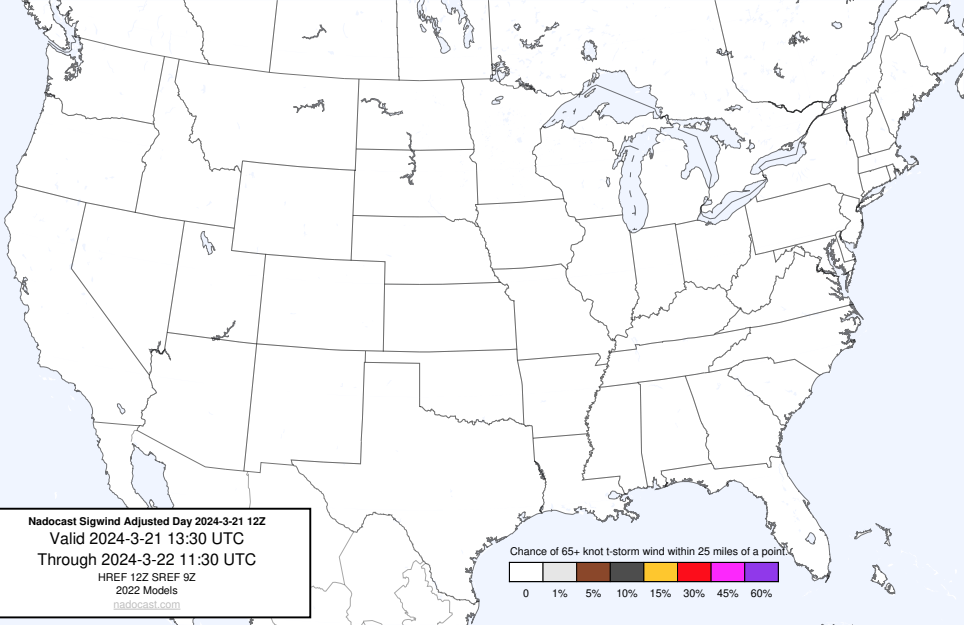 Nadocast Sigwind Adjusted Day 2024-3-21 12Z
Valid 2024-3-21 13:30 UTC
Through 2024-3-22 11:30 UTC
HREF 12Z SREF 9Z
2022 Models
nadocast.com
Chance of 65+ knot t-storm wind within 25 miles of a point.
0 1% 5% 10% 15% 30% 45% 60%